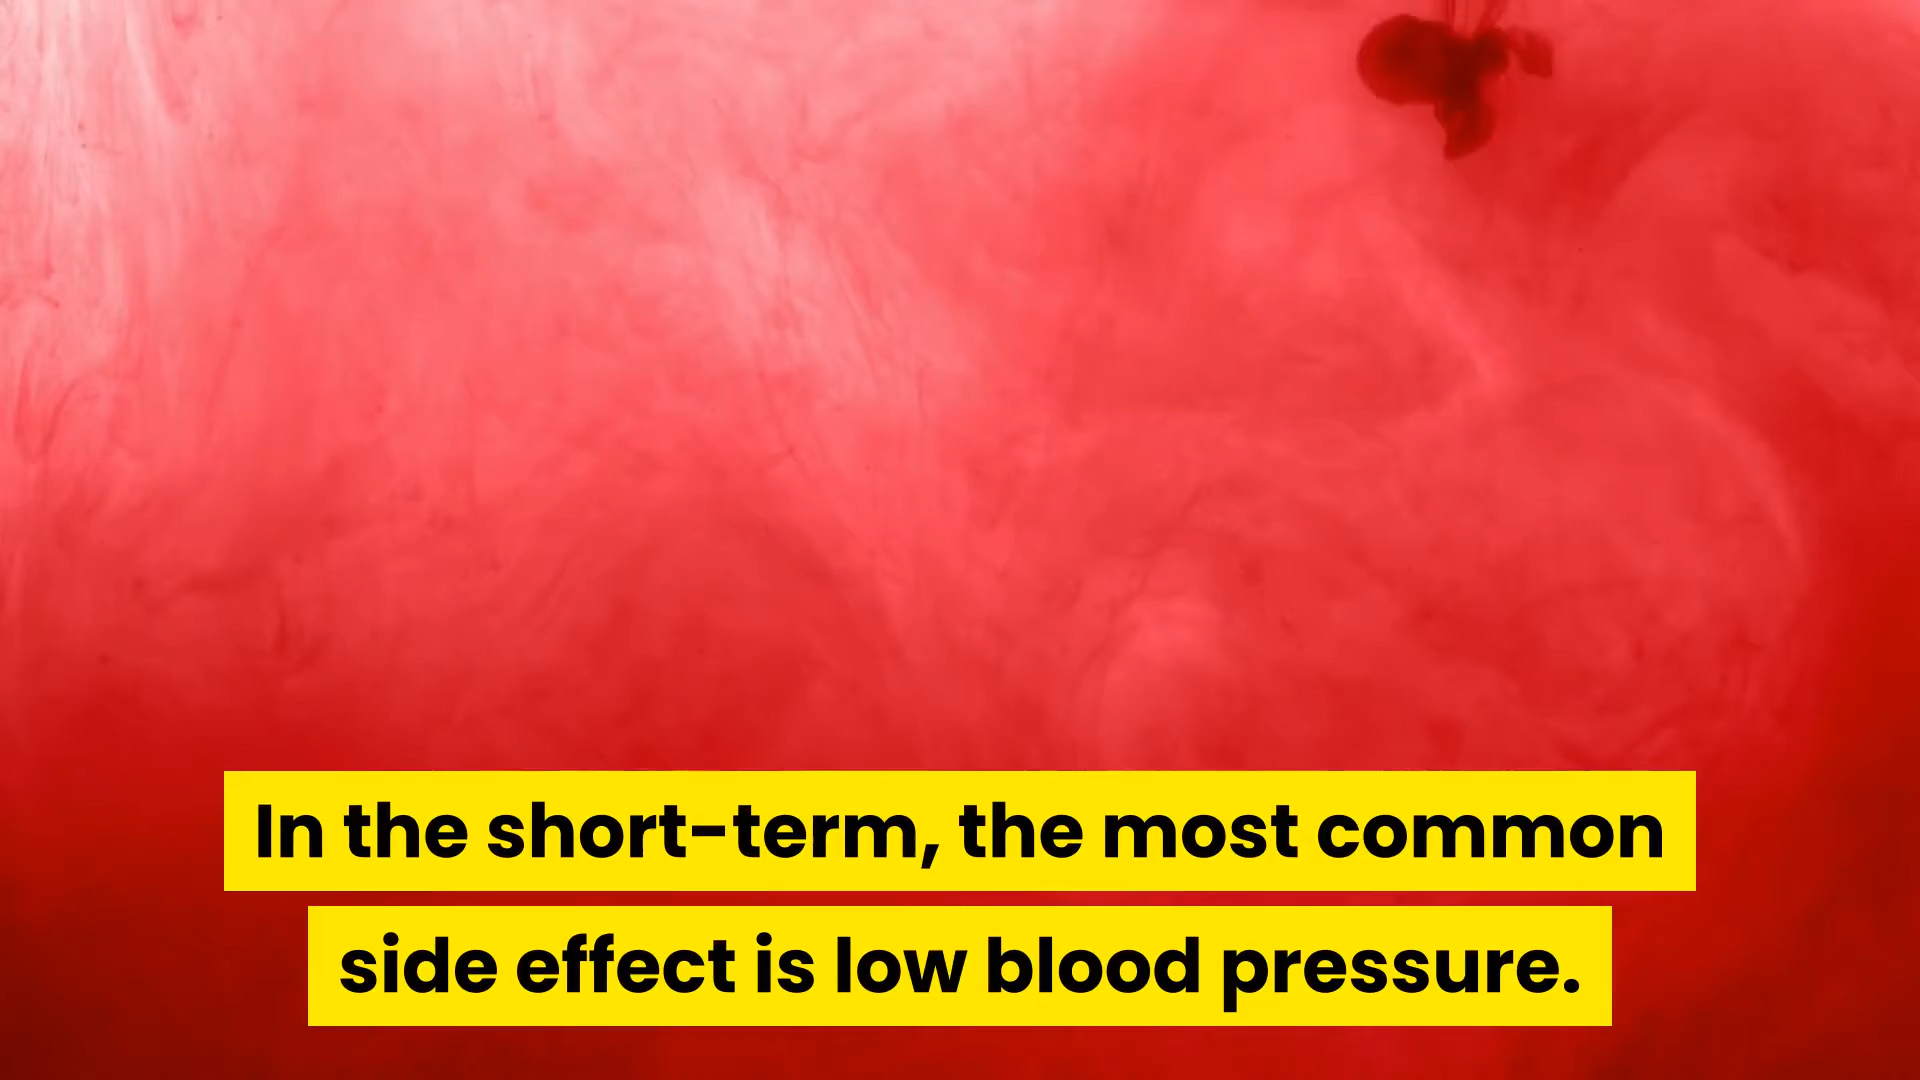 In the short-term, the most common
side effect is low blood pressure.